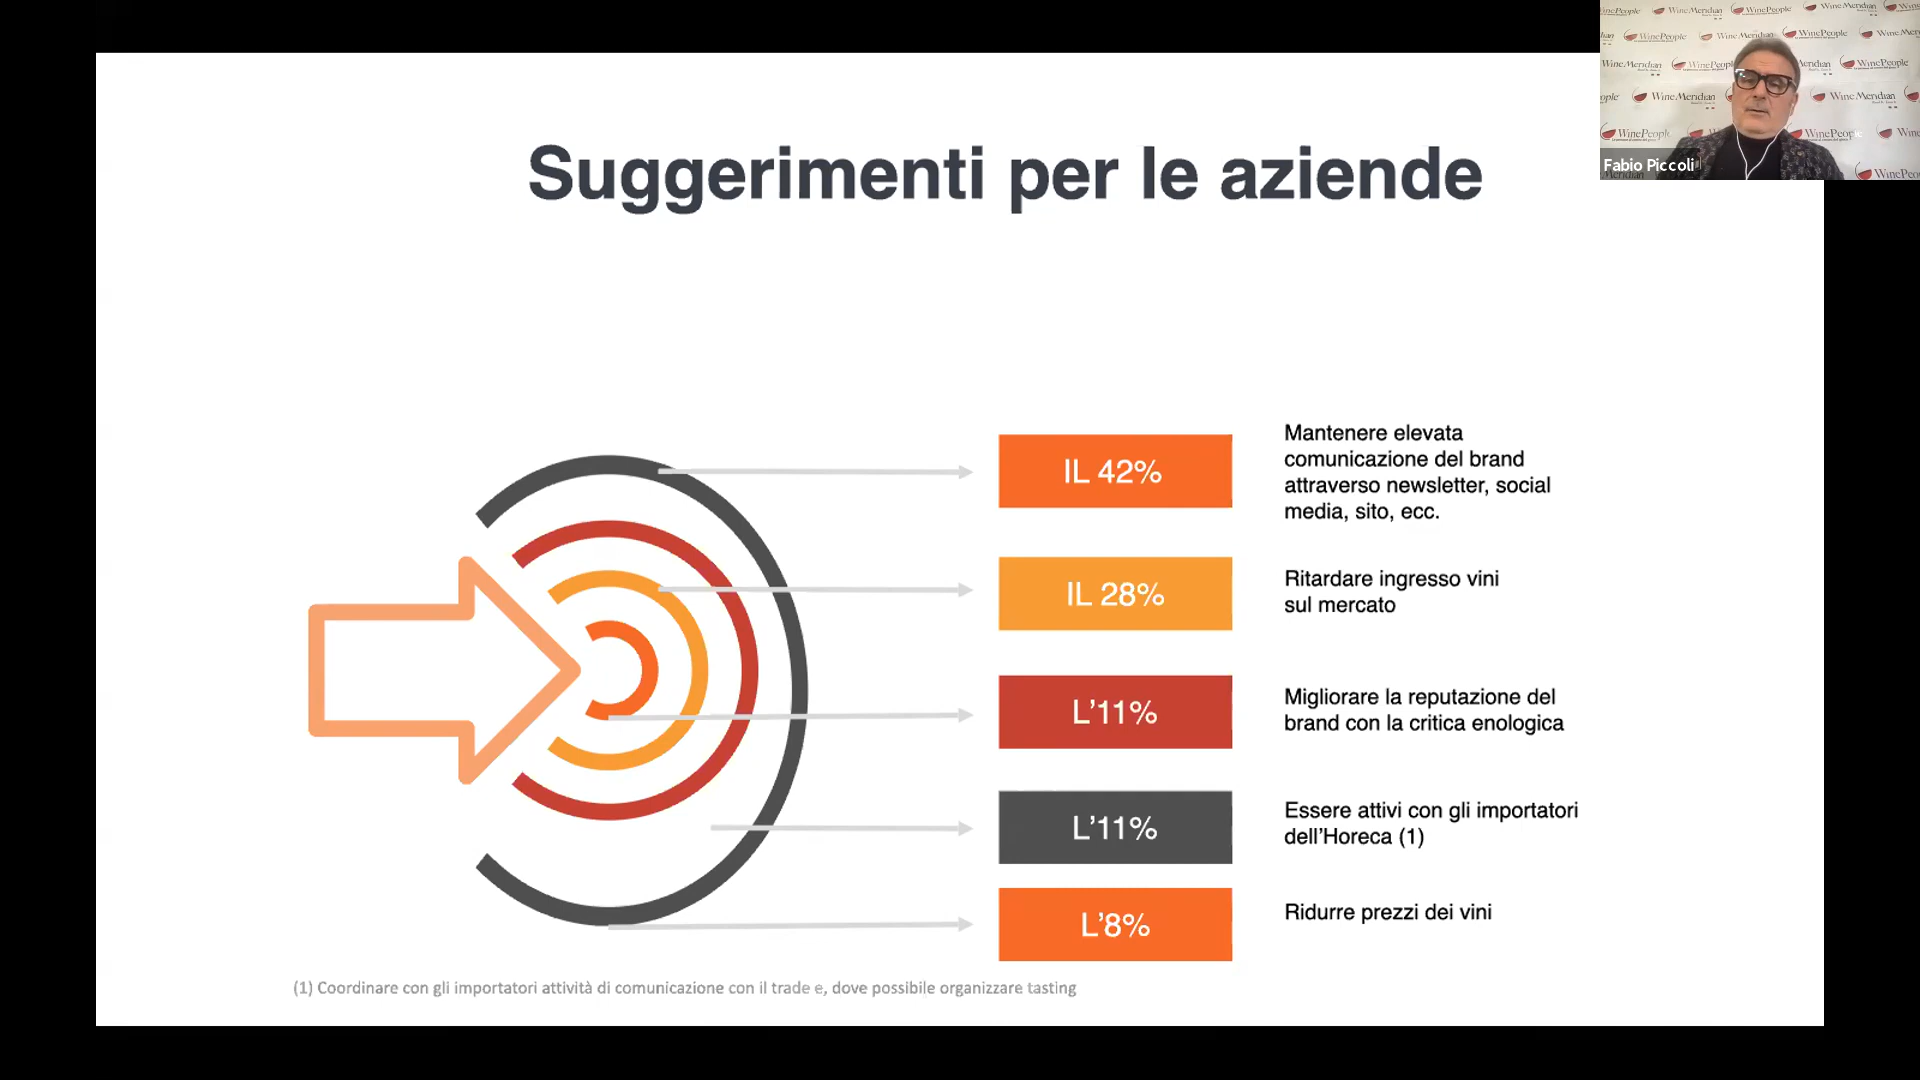 Suggerimenti per le aziende
WinePeople
WineMeridian
Fabio Piccoli
IL 42%
Mantenere elevata
comunicazione del brand
attraverso newsletter, social
media, sito, ecc.
IL 28%
Ritardare ingresso vini
sul mercato
L'11%
Migliorare la reputazione del
brand con la critica enologica
L'11%
Essere attivi con gli importatori
dell'Horeca (1)
L'8%
Ridurre prezzi dei vini
(1) Coordinare con gli importatori attività di comunicazione con il trade e, dove possibile organizzare tasting